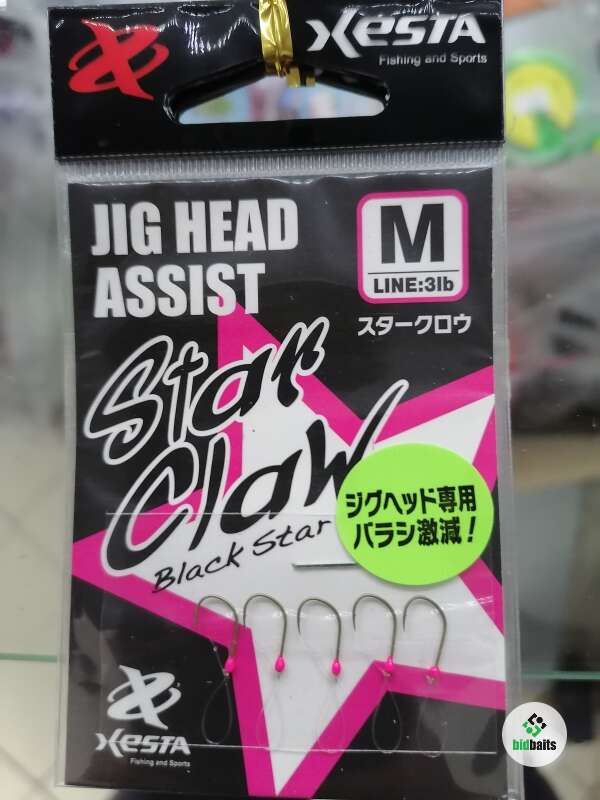 XESTA
Fishing and Sports
JIG HEAD
ASSIST
M
LINE:3lb
スタークロウ
Star
Claw
Black Star
ジグヘッド専用
バラシ激減!
XESTA
Fishing and Sports
bidbaits